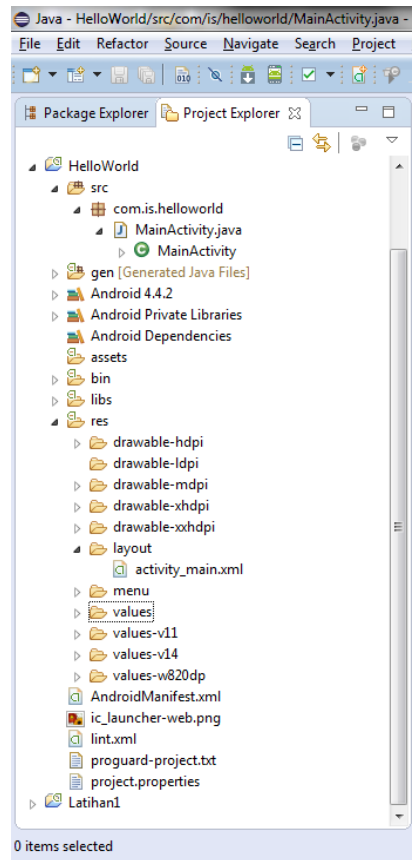 Java - HelloWorld/src/com/is/helloworld/MainActivity.java -
File Edit Refactor Source Navigate Search Project
Package Explorer Project Explorer
HelloWorld
src
com.is.helloworld
MainActivity.java
MainActivity
gen [Generated Java Files]
Android 4.4.2
Android Private Libraries
Android Dependencies
assets
bin
libs
res
drawable-hdpi
drawable-ldpi
drawable-mdpi
drawable-xhdpi
drawable-xxhdpi
layout
activity_main.xml
menu
values
values-v11
values-v14
values-w820dp
AndroidManifest.xml
ic_launcher-web.png
lint.xml
proguard-project.txt
project.properties
Latihan1
0 items selected